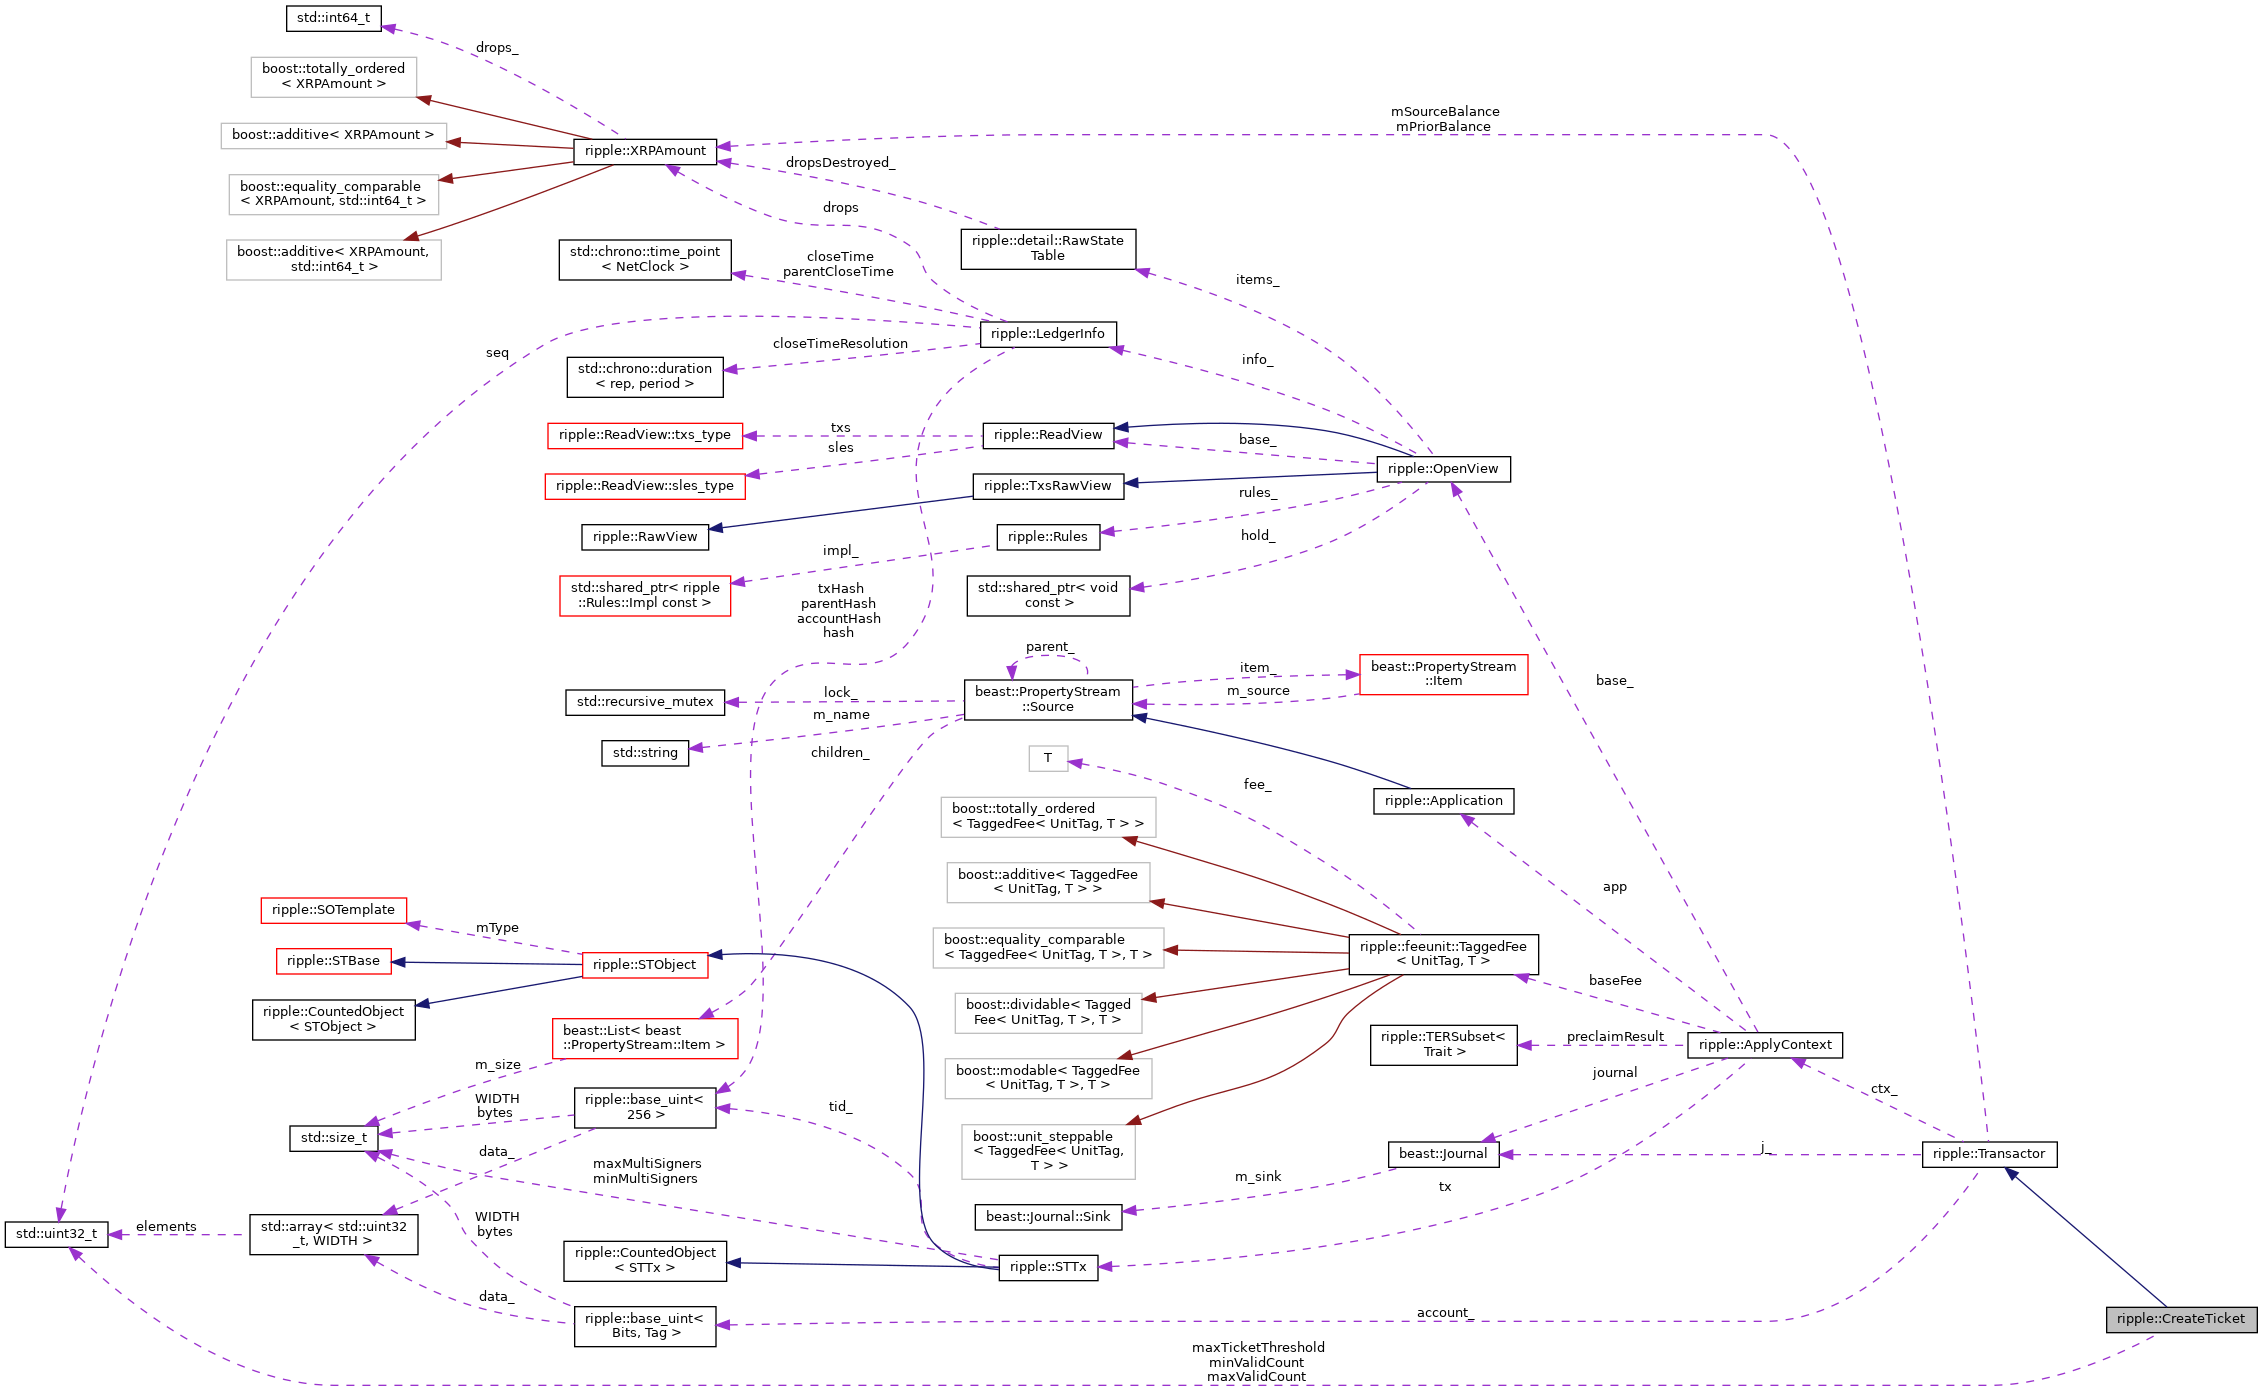 std::int64_t
drops_
boost::totally_ordered
< XRPAmount >
boost::additive< XRPAmount >
ripple::XRPAmount
boost::equality_comparable
< XRPAmount, std::int64_t >
boost::additive< XRPAmount,
std::int64_t >
mSourceBalance
mPriorBalance
dropsDestroyed_
drops
ripple::detail::RawState
Table
std::chrono::time_point
< NetClock >
closeTime
parentCloseTime
items_
ripple::LedgerInfo
seq
closeTimeResolution
std::chrono::duration
< rep, period >
info_
ripple::ReadView::txs_type
txs
sles
ripple::ReadView
base_
ripple::OpenView
ripple::ReadView::sles_type
ripple::TxsRawView
rules_
ripple::RawView
ripple::Rules
hold_
impl_
std::shared_ptr< ripple
::Rules::Impl const >
std::shared_ptr< void
const >
txHash
parentHash
accountHash
hash
parent_
item_
m_source
beast::PropertyStream
::Item
base_
std::recursive_mutex
lock_
beast::PropertyStream
::Source
m_name
std::string
children_
T
fee_
ripple::Application
boost::totally_ordered
< TaggedFee< UnitTag, T > >
boost::additive< TaggedFee
< UnitTag, T > >
app
ripple::SOTemplate
mType
boost::equality_comparable
< TaggedFee< UnitTag, T >, T >
ripple::feeunit::TaggedFee
< UnitTag, T >
ripple::STBase
ripple::STObject
baseFee
ripple::CountedObject
< STObject >
boost::dividable< Tagged
Fee< UnitTag, T >, T >
beast::List< beast
::PropertyStream::Item >
ripple::TERSubset<
Trait >
preclaimResult
ripple::ApplyContext
m_size
boost::modable< TaggedFee
< UnitTag, T >, T >
journal
ctx_
WIDTH
bytes
ripple::base_uint<
256 >
tid_
std::size_t
boost::unit_steppable
< TaggedFee< UnitTag,
T > >
data_
beast::Journal
j_
ripple::Transactor
maxMultiSigners
minMultiSigners
m_sink
tx
std::uint32_t
elements
std::array< std::uint32
_t, WIDTH >
WIDTH
bytes
beast::Journal::Sink
ripple::CountedObject
< STTx >
ripple::STTx
data_
ripple::base_uint<
Bits, Tag >
account_
ripple::CreateTicket
maxTicketThreshold
minValidCount
maxValidCount